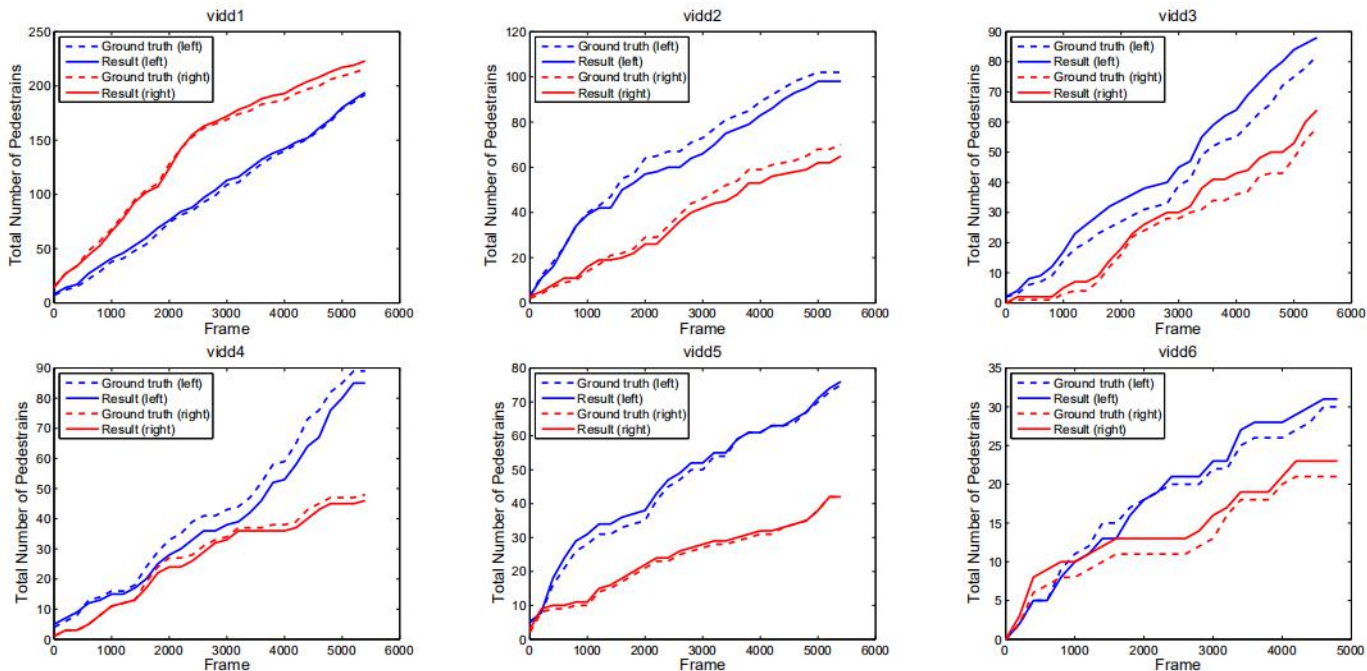 vidd1
250
200
150
100
50
0
Total Number of Pedestrains
Ground truth (left)
Result (left)
Ground truth (right)
Result (right)
0 1000 2000 3000 4000 5000 6000
Frame
vidd2
120
100
80
60
40
20
0
Total Number of Pedestrains
Ground truth (left)
Result (left)
Ground truth (right)
Result (right)
0 1000 2000 3000 4000 5000 6000
Frame
vidd3
90
80
70
60
50
40
30
20
10
0
Total Number of Pedestrains
Ground truth (left)
Result (left)
Ground truth (right)
Result (right)
0 1000 2000 3000 4000 5000 6000
Frame
vidd4
90
80
70
60
50
40
30
20
10
0
Total Number of Pedestrains
Ground truth (left)
Result (left)
Ground truth (right)
Result (right)
0 1000 2000 3000 4000 5000 6000
Frame
vidd5
80
70
60
50
40
30
20
10
0
Total Number of Pedestrains
Ground truth (left)
Result (left)
Ground truth (right)
Result (right)
0 1000 2000 3000 4000 5000 6000
Frame
vidd6
35
30
25
20
15
10
5
0
Total Number of Pedestrains
Ground truth (left)
Result (left)
Ground truth (right)
Result (right)
0 1000 2000 3000 4000 5000
Frame